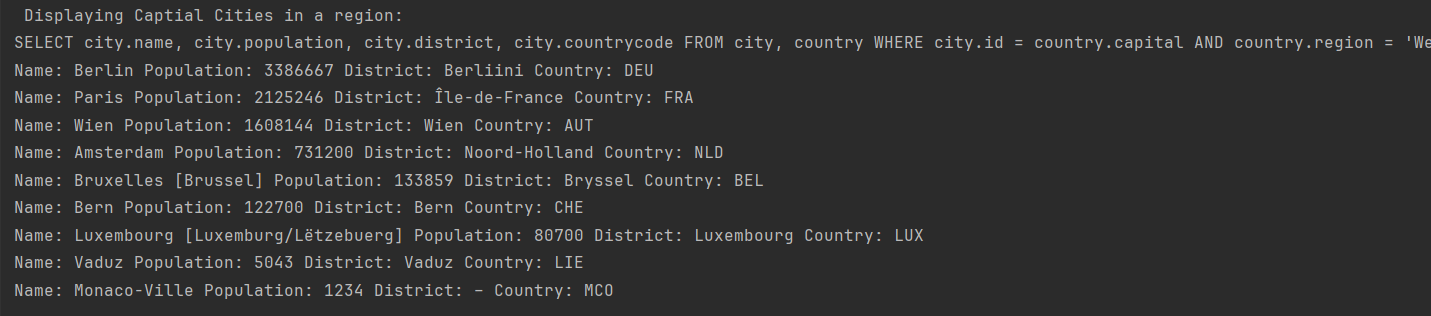 Displaying Captial Cities in a region:
SELECT city.name, city.population, city.district, city.countrycode FROM city, country WHERE city.id = country.capital AND country.region = 'We
Name: Berlin Population: 3386667 District: Berliini Country: DEU
Name: Paris Population: 2125246 District: Île-de-France Country: FRA
Name: Wien Population: 1608144 District: Wien Country: AUT
Name: Amsterdam Population: 731200 District: Noord-Holland Country: NLD
Name: Bruxelles [Brussel] Population: 133859 District: Bryssel Country: BEL
Name: Bern Population: 122700 District: Bern Country: CHE
Name: Luxembourg [Luxemburg/Lëtzebuerg] Population: 80700 District: Luxembourg Country: LUX
Name: Vaduz Population: 5043 District: Vaduz Country: LIE
Name: Monaco-Ville Population: 1234 District: – Country: MCO